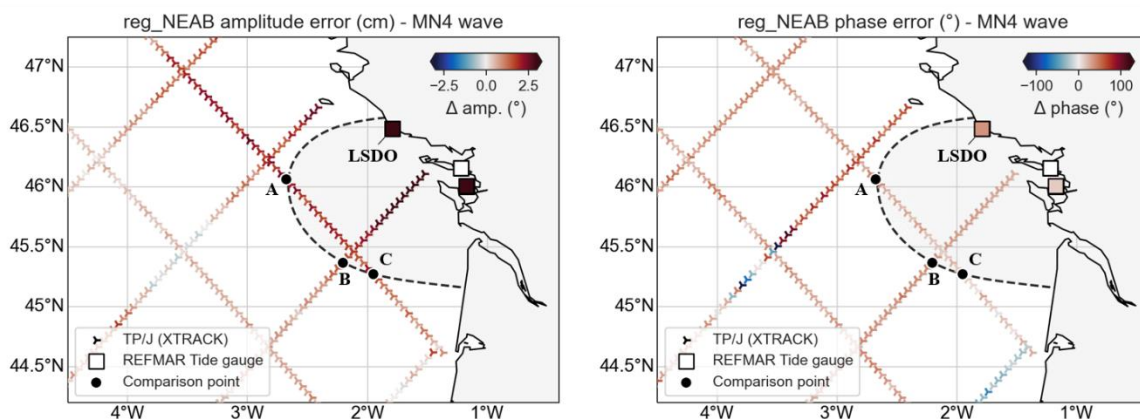 reg_NEAB amplitude error (cm) - MN4 wave
47°N
46.5°N
46°N
45.5°N
45°N
44.5°N
4°W
3°W
2°W
1°W
−2.5
0.0
2.5
Δ amp. (°)
LSDO
A
B
C
TP/J (XTRACK)
REFMAR Tide gauge
Comparison point
reg_NEAB phase error (°) - MN4 wave
47°N
46.5°N
46°N
45.5°N
45°N
44.5°N
4°W
3°W
2°W
1°W
−100
0
100
Δ phase (°)
LSDO
A
B
C
TP/J (XTRACK)
REFMAR Tide gauge
Comparison point